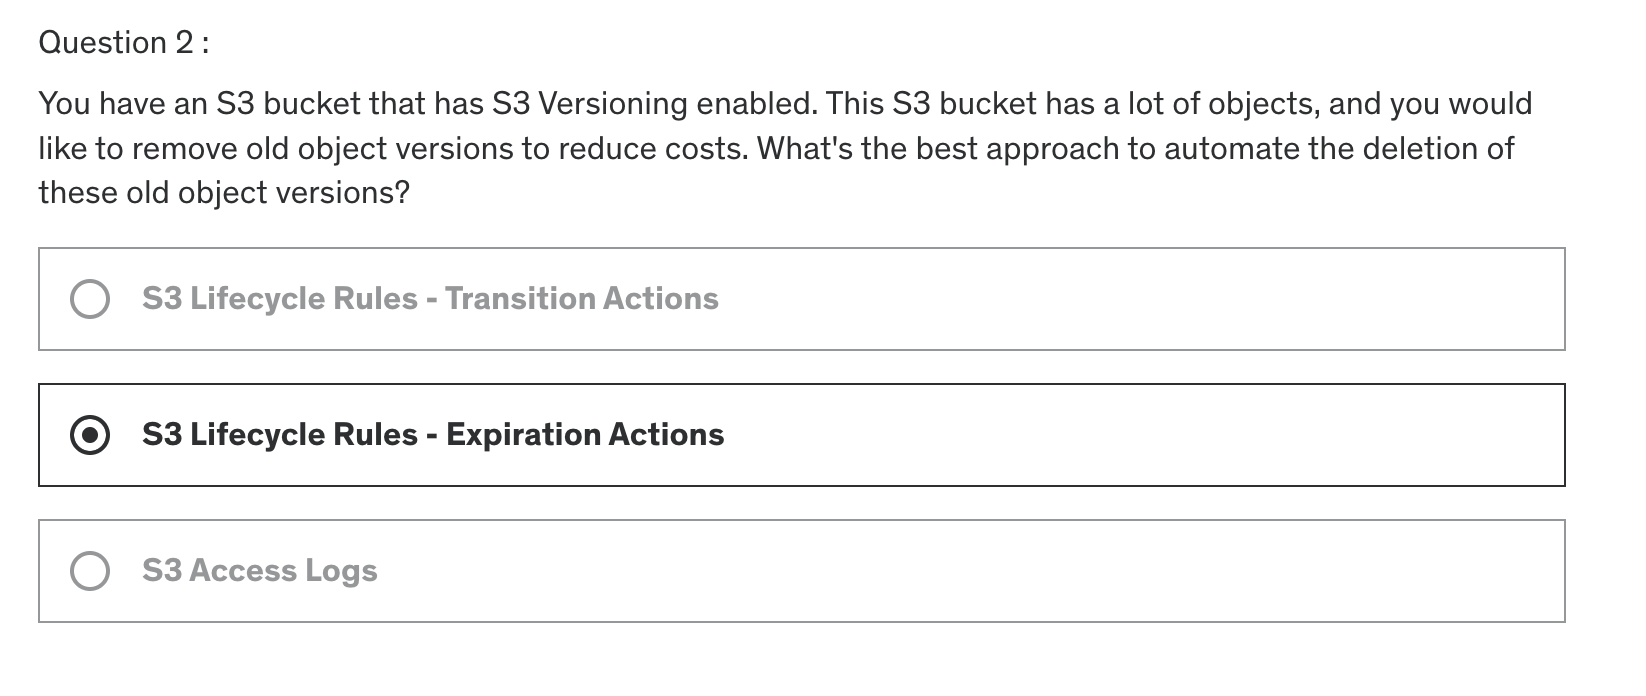 Question 2 :
You have an S3 bucket that has S3 Versioning enabled. This S3 bucket has a lot of objects, and you would
like to remove old object versions to reduce costs. What's the best approach to automate the deletion of
these old object versions?
S3 Lifecycle Rules - Transition Actions
S3 Lifecycle Rules - Expiration Actions
S3 Access Logs